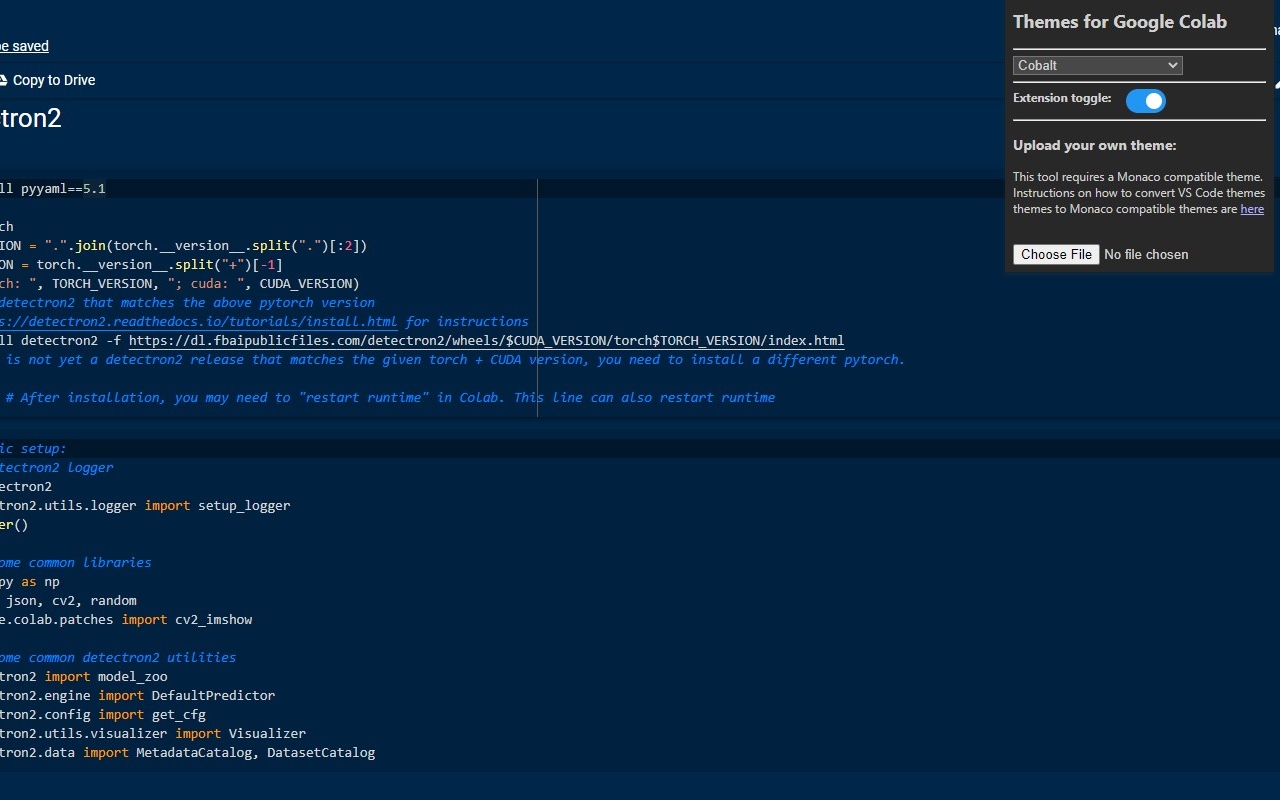 Themes for Google Colab
Cobalt
Extension toggle:
Upload your own theme:
This tool requires a Monaco compatible theme.
Instructions on how to convert VS Code themes
themes to Monaco compatible themes are here
Choose File No file chosen
be saved
Copy to Drive
tron2
ll pyyaml==5.1
ch
ION = ".".join(torch.__version__.split(".")[:2])
ON = torch.__version__.split("+")[-1]
ch: ", TORCH_VERSION, "; cuda: ", CUDA_VERSION)
detectron2 that matches the above pytorch version
s://detectron2.readthedocs.io/tutorials/install.html for instructions
ll detectron2 -f https://dl.fbaipublicfiles.com/detectron2/wheels/$CUDA_VERSION/torch$TORCH_VERSION/index.html
is not yet a detectron2 release that matches the given torch + CUDA version, you need to install a different pytorch.
# After installation, you may need to "restart runtime" in Colab. This line can also restart runtime
ic setup:
tectron2 logger
ectron2
tron2.utils.logger import setup_logger
er()
ome common libraries
py as np
json, cv2, random
e.colab.patches import cv2_imshow
ome common detectron2 utilities
tron2 import model_zoo
tron2.engine import DefaultPredictor
tron2.config import get_cfg
tron2.utils.visualizer import Visualizer
tron2.data import MetadataCatalog, DatasetCatalog